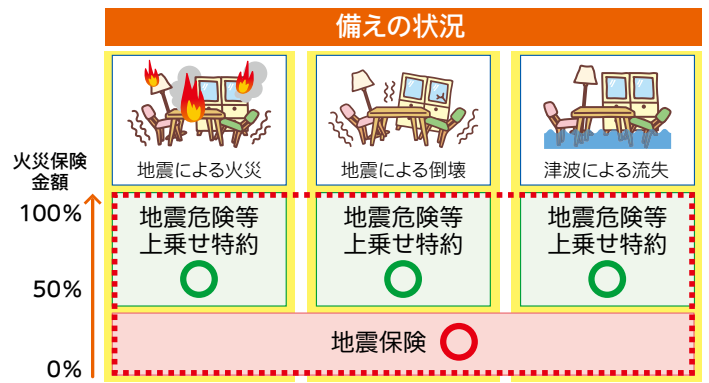 備えの状況
地震による火災
地震による倒壊
津波による流失
火災保険
金額
100%
50%
0%
地震危険等
上乗せ特約
地震危険等
上乗せ特約
地震危険等
上乗せ特約
地震保険